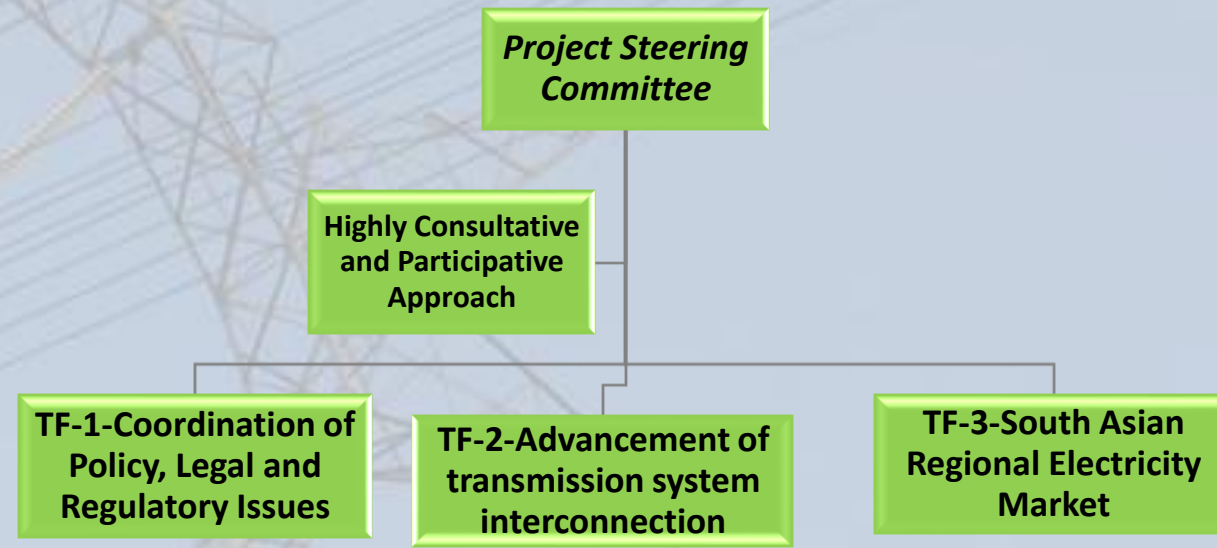 Project Steering
Committee
Highly Consultative
and Participative
Approach
TF-1-Coordination of
Policy, Legal and
Regulatory Issues
TF-2-Advancement of
transmission system
interconnection
TF-3-South Asian
Regional Electricity
Market